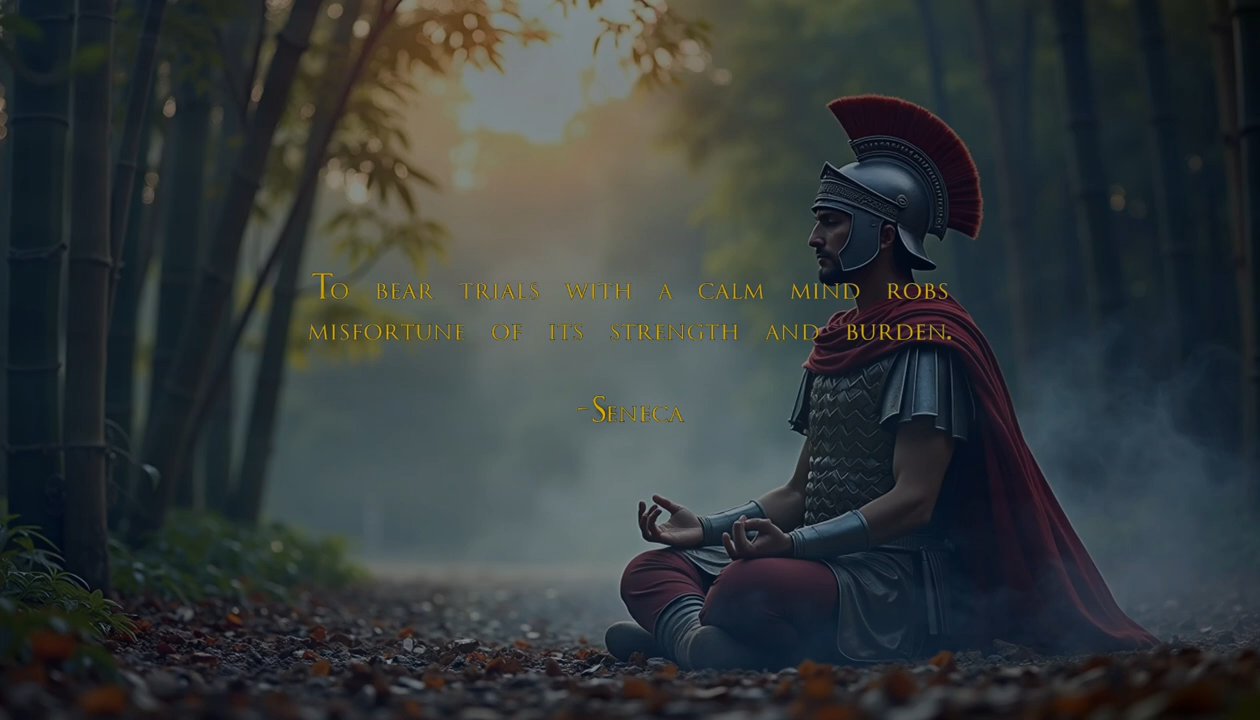 To bear trials with a calm mind robs
misfortune of its strength and burden.
-Seneca